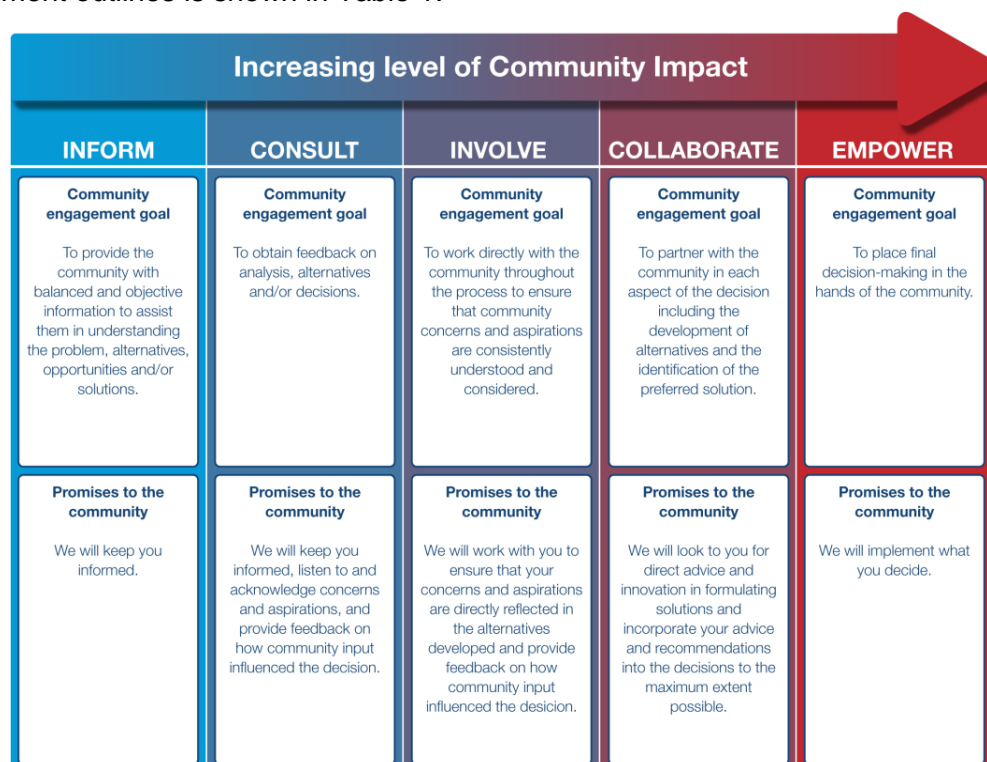 ment outlines is shown in Table 1.
Increasing level of Community Impact
INFORM
CONSULT
INVOLVE
COLLABORATE
EMPOWER
Community
engagement goal
To provide the
community with
balanced and objective
information to assist
them in understanding
the problem, alternatives,
opportunities and/or
solutions.
Community
engagement goal
To obtain feedback on
analysis, alternatives
and/or decisions.
Community
engagement goal
To work directly with the
community throughout
the process to ensure
that community
concerns and aspirations
are consistently
understood and
considered.
Community
engagement goal
To partner with the
community in each
aspect of the decision
including the
development of
alternatives and the
identification of the
preferred solution.
Community
engagement goal
To place final
decision-making in the
hands of the community.
Promises to the
community
We will keep you
informed.
Promises to the
community
We will keep you
informed, listen to and
acknowledge concerns
and aspirations, and
provide feedback on
how community input
influenced the decision.
Promises to the
community
We will work with you to
ensure that your
concerns and aspirations
are directly reflected in
the alternatives
developed and provide
feedback on how
community input
influenced the desicion.
Promises to the
community
We will look to you for
direct advice and
innovation in formulating
solutions and
incorporate your advice
and recommendations
into the decisions to the
maximum extent
possible.
Promises to the
community
We will implement what
you decide.